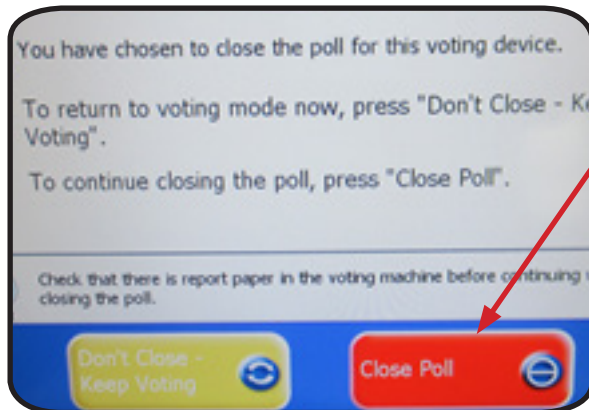 You have chosen to close the poll for this voting device.
To return to voting mode now, press "Don't Close -
Voting".
To continue closing the poll, press "Close Poll".
Check that there is report paper in the voting machine before continuing
closing the poll.
Don't Close -
Keep Voting
Close Poll